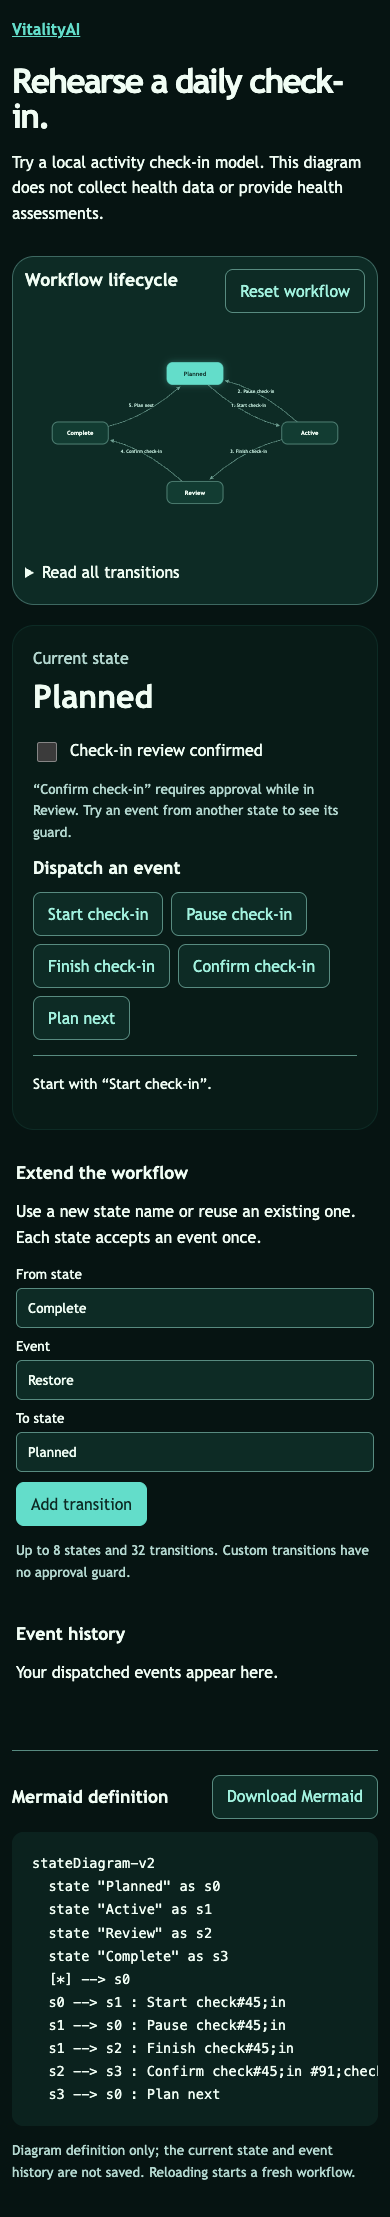 VitalityAI
Rehearse a daily check-
in.
Try a local activity check-in model. This diagram
does not collect health data or provide health
assessments.
Workflow lifecycle
Reset workflow
Planned
2. Pause check-in
5. Plan next
1. Start check-in
Complete
Active
4. Confirm check-in
3. Finish check-in
Review
Read all transitions
Current state
Planned
Check-in review confirmed
“Confirm check-in” requires approval while in
Review. Try an event from another state to see its
guard.
Dispatch an event
Start check-in
Pause check-in
Finish check-in
Confirm check-in
Plan next
Start with “Start check-in”.
Extend the workflow
Use a new state name or reuse an existing one.
Each state accepts an event once.
From state
Complete
Event
Restore
To state
Planned
Add transition
Up to 8 states and 32 transitions. Custom transitions have
no approval guard.
Event history
Your dispatched events appear here.
Mermaid definition
Download Mermaid
stateDiagram-v2
state "Planned" as s0
state "Active" as s1
state "Review" as s2
state "Complete" as s3
[*] --> s0
s0 --> s1 : Start check#45;in
s1 --> s0 : Pause check#45;in
s1 --> s2 : Finish check#45;in
s2 --> s3 : Confirm check#45;in #91;chec
s3 --> s0 : Plan next
Diagram definition only; the current state and event
history are not saved. Reloading starts a fresh workflow.